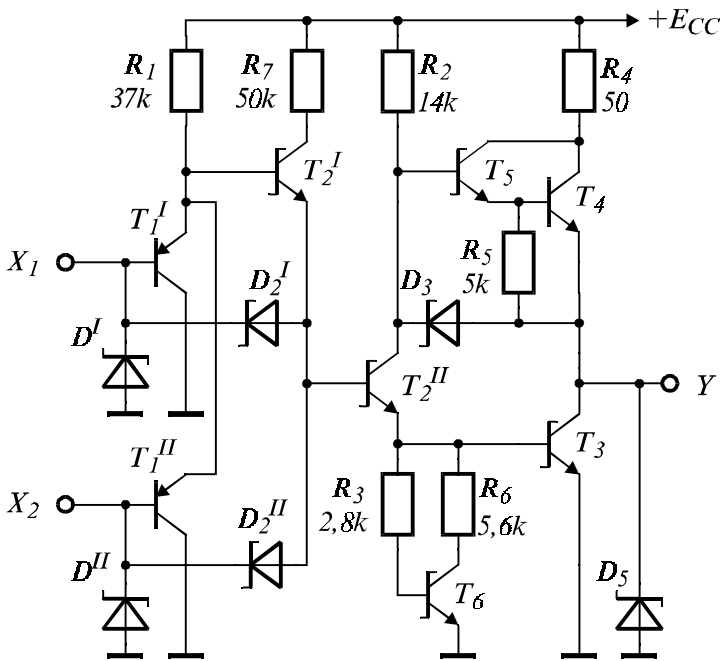 +E_CC
R_1
37k
R_7
50k
R_2
14k
R_4
50
T_2^I
T_5
T_4
T_1^I
X_1
D_2^I
D_3
R_5
5k
D^I
T_2^II
Y
T_1^II
T_3
X_2
D_2^II
R_3
2,8k
R_6
5,6k
D^II
T_6
D_5